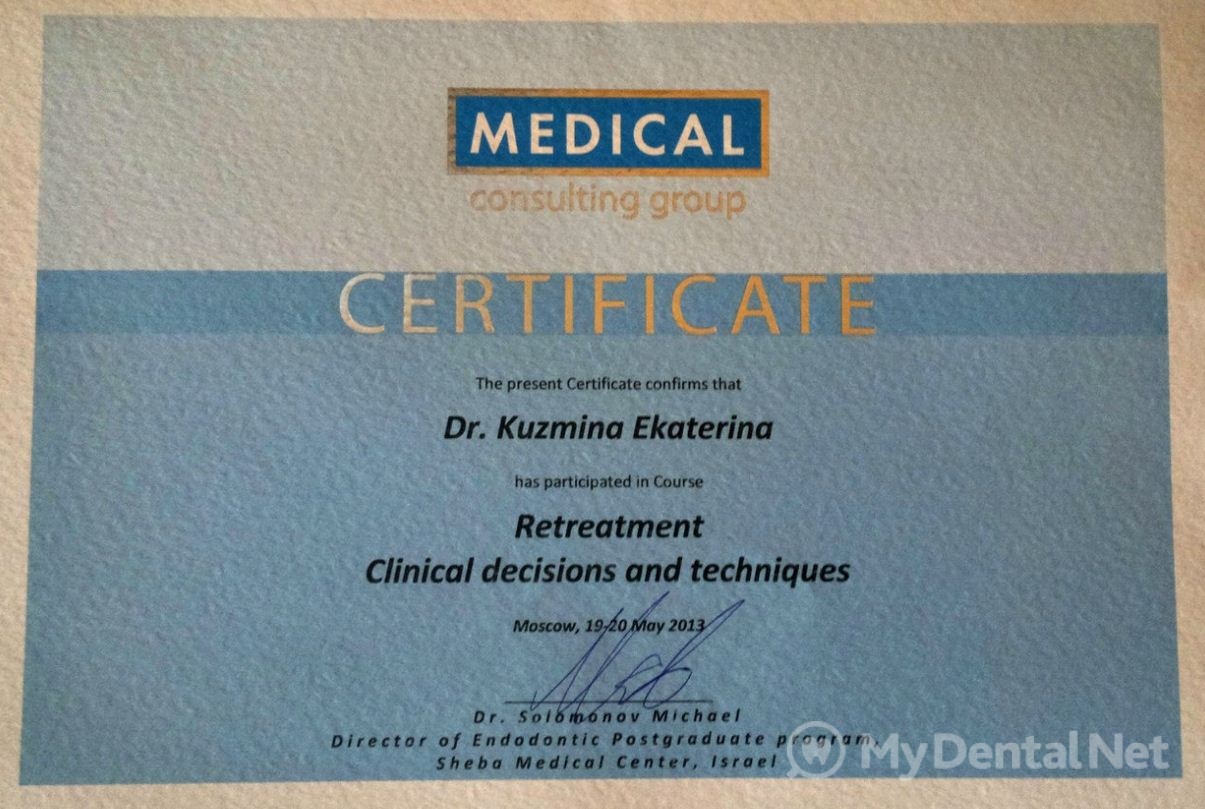 MEDICAL
consulting group
CERTIFICATE
The present Certificate confirms that
Dr. Kuzmina Ekaterina
has participated in Course
Retreatment
Clinical decisions and techniques
Moscow, 19-20 May 2013
Dr. Solomonov Michael
Director of Endodontic Postgraduate program,
Sheba Medical Center, Israel
MyDentalNet